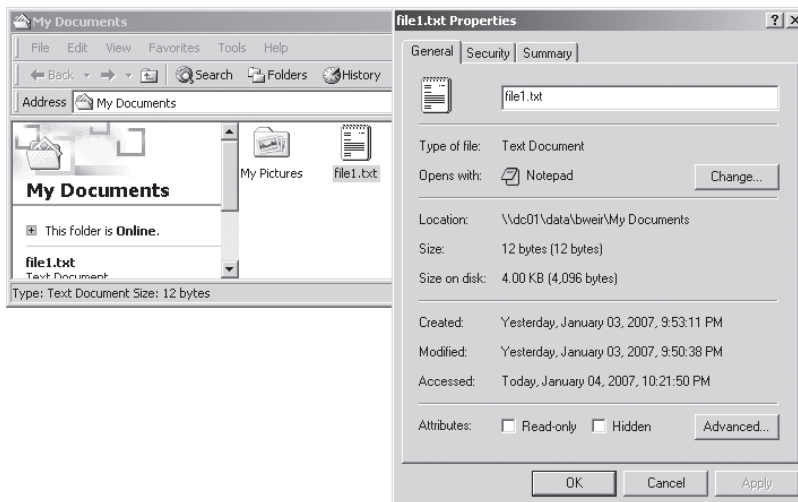 My Documents
File Edit View Favorites Tools Help
Back Search Folders History
Address My Documents
My Documents
This folder is Online.
file1.txt
Text Document
My Pictures
file1.txt
Type: Text Document Size: 12 bytes
file1.txt Properties
General Security Summary
file1.txt
Type of file: Text Document
Opens with: Notepad Change...
Location: \\dc01\data\bweir\My Documents
Size: 12 bytes (12 bytes)
Size on disk: 4.00 KB (4,096 bytes)
Created: Yesterday, January 03, 2007, 9:53:11 PM
Modified: Yesterday, January 03, 2007, 9:50:38 PM
Accessed: Today, January 04, 2007, 10:21:50 PM
Attributes: Read-only Hidden Advanced...
OK Cancel Apply